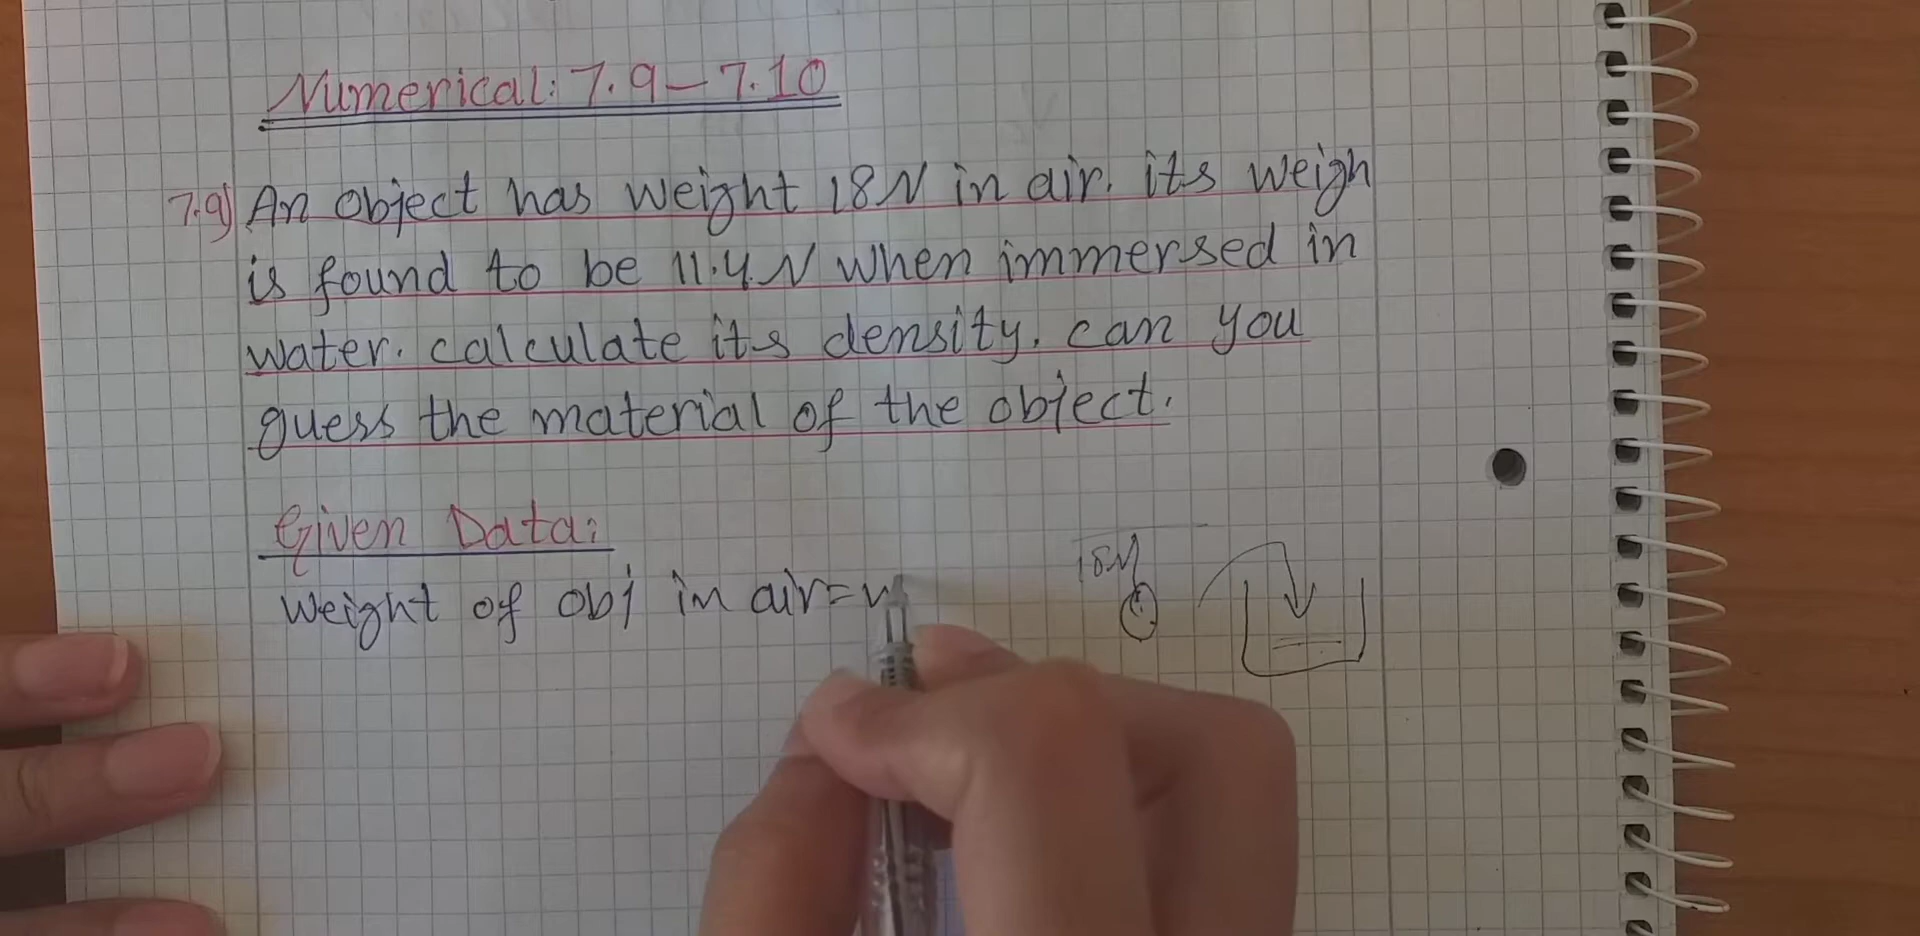 Numerical: 7.9 – 7.10
7.9) An object has weight 18N in air. its weigh
is found to be 11.4N when immersed in
water. calculate its density. can you
guess the material of the object.
Given Data:
weight of obj in air = w
18N